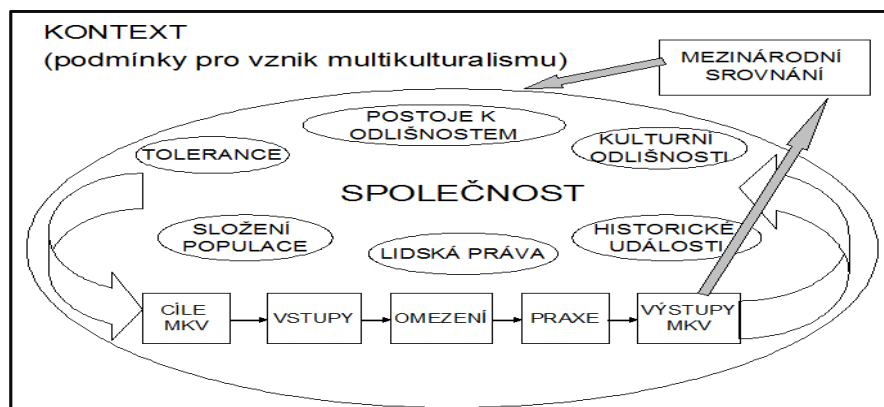 KONTEXT
(podmínky pro vznik multikulturalismu)
MEZINÁRODNÍ
SROVNÁNÍ
POSTOJE K
ODLIŠNOSTEM
TOLERANCE
KULTURNÍ
ODLIŠNOSTI
SPOLEČNOST
SLOŽENÍ
POPULACE
LIDSKÁ PRÁVA
HISTORICKÉ
UDÁLOSTI
CÍLE
MKV
VSTUPY
OMEZENÍ
PRAXE
VÝSTUPY
MKV